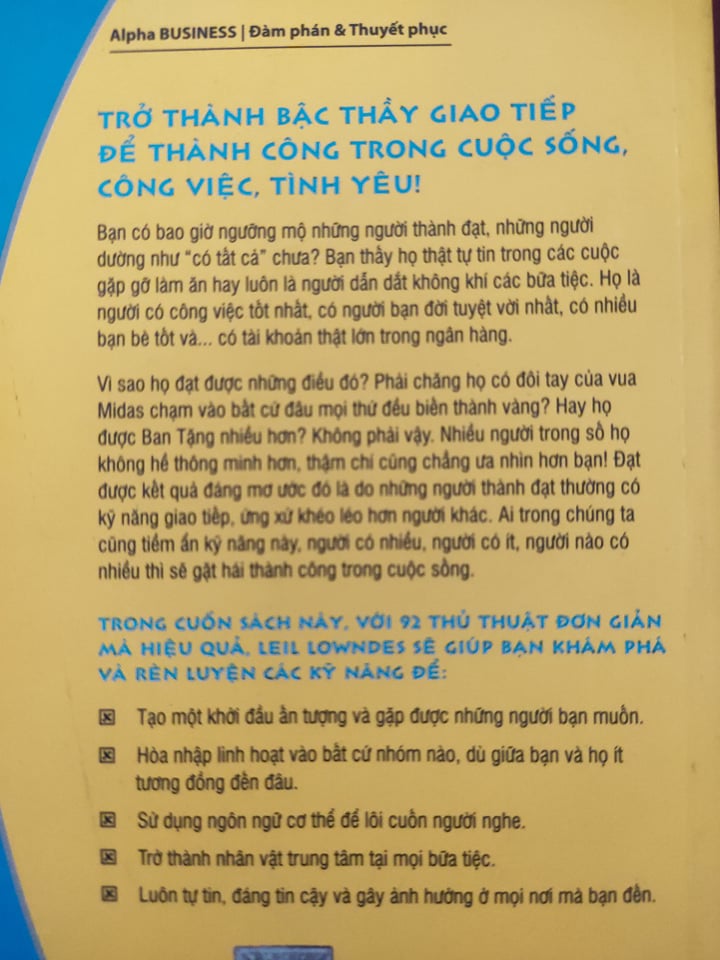 Alpha BUSINESS | Đàm phán & Thuyết phục
TRỞ THÀNH BẬC THẦY GIAO TIẾP
ĐỂ THÀNH CÔNG TRONG CUỘC SỐNG,
CÔNG VIỆC, TÌNH YÊU!
Bạn có bao giờ ngưỡng mộ những người thành đạt, những người
dường như “có tất cả” chưa? Bạn thấy họ thật tự tin trong các cuộc
gặp gỡ làm ăn hay luôn là người dẫn dắt không khí các bữa tiệc. Họ là
người có công việc tốt nhất, có người bạn đời tuyệt vời nhất, có nhiều
bạn bè tốt và... có tài khoản thật lớn trong ngân hàng.
Vì sao họ đạt được những điều đó? Phải chăng họ có đôi tay của vua
Midas chạm vào bất cứ đâu mọi thứ đều biến thành vàng? Hay họ
được Ban Tặng nhiều hơn? Không phải vậy. Nhiều người trong số họ
không hề thông minh hơn, thậm chí cũng chẳng ưa nhìn hơn bạn! Đạt
được kết quả đáng mơ ước đó là do những người thành đạt thường có
kỹ năng giao tiếp, ứng xử khéo léo hơn người khác. Ai trong chúng ta
cũng tiềm ẩn kỹ năng này, người có nhiều, người có ít, người nào có
nhiều thì sẽ gặt hái thành công trong cuộc sống.
TRONG CUỐN SÁCH NÀY, VỚI 92 THỦ THUẬT ĐƠN GIẢN
MÀ HIỆU QUẢ, LEIL LOWNDES SẼ GIÚP BẠN KHÁM PHÁ
VÀ RÈN LUYỆN CÁC KỸ NĂNG ĐỂ:
Tạo một khởi đầu ấn tượng và gặp được những người bạn muốn.
Hòa nhập linh hoạt vào bất cứ nhóm nào, dù giữa bạn và họ ít
tương đồng đến đâu.
Sử dụng ngôn ngữ cơ thể để lôi cuốn người nghe.
Trở thành nhân vật trung tâm tại mọi bữa tiệc.
Luôn tự tin, đáng tin cậy và gây ảnh hưởng ở mọi nơi mà bạn đến.